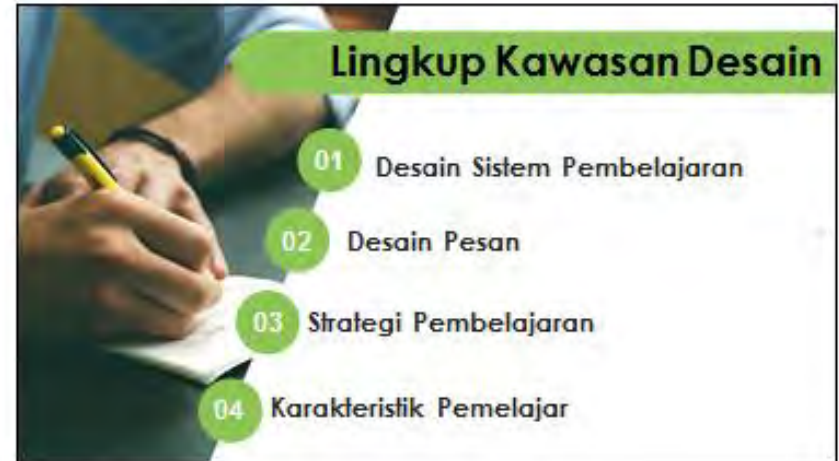 Lingkup Kawasan Desain
01 Desain Sistem Pembelajaran
02 Desain Pesan
03 Strategi Pembelajaran
04 Karakteristik Pemelajar